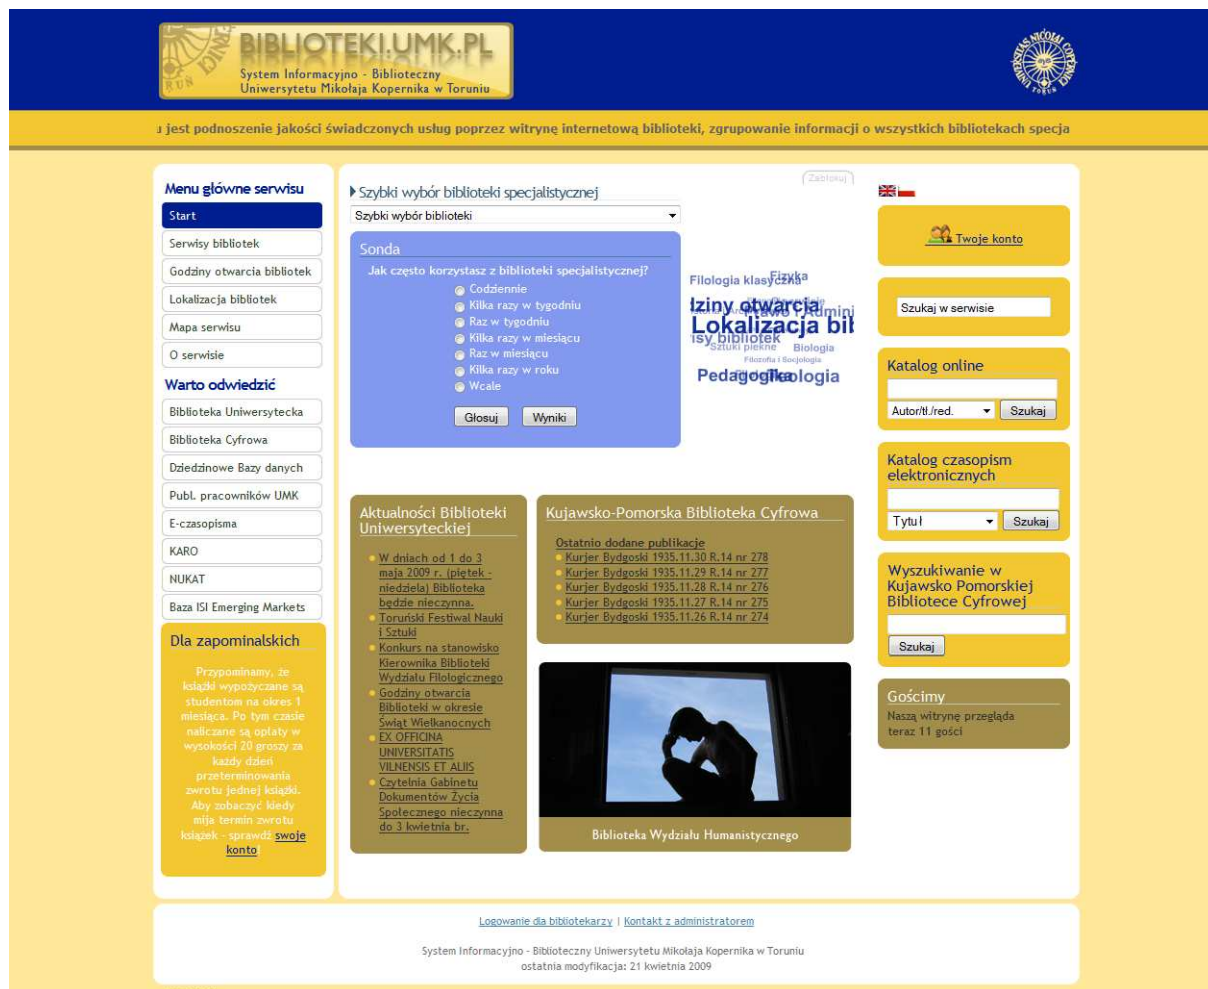 BIBLIOTEKI.UMK.PL
System Informacyjno - Biblioteczny
Uniwersytetu Mikołaja Kopernika w Toruniu
u jest podnoszenie jakości świadczonych usług poprzez witrynę internetową biblioteki, zgrupowanie informacji o wszystkich bibliotekach specja
Menu główne serwisu
Start
Serwisy bibliotek
Godziny otwarcia bibliotek
Lokalizacja bibliotek
Mapa serwisu
O serwisie
Warto odwiedzić
Biblioteka Uniwersytecka
Biblioteka Cyfrowa
Dziedzinowe Bazy danych
Publ. pracowników UMK
E-czasopisma
KARO
NUKAT
Baza ISI Emerging Markets
Dla zapominalskich
Przypominamy, że
książki wypożyczane są
studentom na okres 1
miesiąca. Po tym czasie
naliczane są opłaty w
wysokości 20 groszy za
każdy dzień
przeterminowania
zwrotu jednej książki.
Aby zobaczyć kiedy
mija termin zwrotu
książek - sprawdź swoje
konto!
Zablokuj
Szybki wybór biblioteki specjalistycznej
Szybki wybór biblioteki
Sonda
Jak często korzystasz z biblioteki specjalistycznej?
Codziennie
Kilka razy w tygodniu
Raz w tygodniu
Kilka razy w miesiącu
Raz w miesiącu
Kilka razy w roku
Wcale
Głosuj Wyniki
Filologia klasyczna Fizyka
dziny otwarcia
Prawo i Admini
Lokalizacja bib
isy bibliotek
Sztuki piękne Biologia
Filozofia i Socjologia
Pedagogika Teologia
Aktualności Biblioteki
Uniwersyteckiej
W dniach od 1 do 3
maja 2009 r. (piętek -
niedziela) Biblioteka
będzie nieczynna.
Toruński Festiwal Nauki
i Sztuki
Konkurs na stanowisko
Kierownika Biblioteki
Wydziału Filologicznego
Godziny otwarcia
Biblioteki w okresie
Świąt Wielkanocnych
EX OFFICINA
UNIVERSITATIS
VILNENSIS ET ALIIS
Czytelnia Gabinetu
Dokumentów Życia
Społecznego nieczynna
do 3 kwietnia br.
Kujawsko-Pomorska Biblioteka Cyfrowa
Ostatnio dodane publikacje
Kurjer Bydgoski 1935.11.30 R.14 nr 278
Kurjer Bydgoski 1935.11.29 R.14 nr 277
Kurjer Bydgoski 1935.11.28 R.14 nr 276
Kurjer Bydgoski 1935.11.27 R.14 nr 275
Kurjer Bydgoski 1935.11.26 R.14 nr 274
Biblioteka Wydziału Humanistycznego
Twoje konto
Szukaj w serwisie
Katalog online
Autor/tł./red. Szukaj
Katalog czasopism
elektronicznych
Tytuł Szukaj
Wyszukiwanie w
Kujawsko Pomorskiej
Bibliotece Cyfrowej
Szukaj
Gościmy
Naszą witrynę przegląda
teraz 11 gości
Logowanie dla bibliotekarzy | Kontakt z administratorem
System Informacyjno - Biblioteczny Uniwersytetu Mikołaja Kopernika w Toruniu
ostatnia modyfikacja: 21 kwietnia 2009